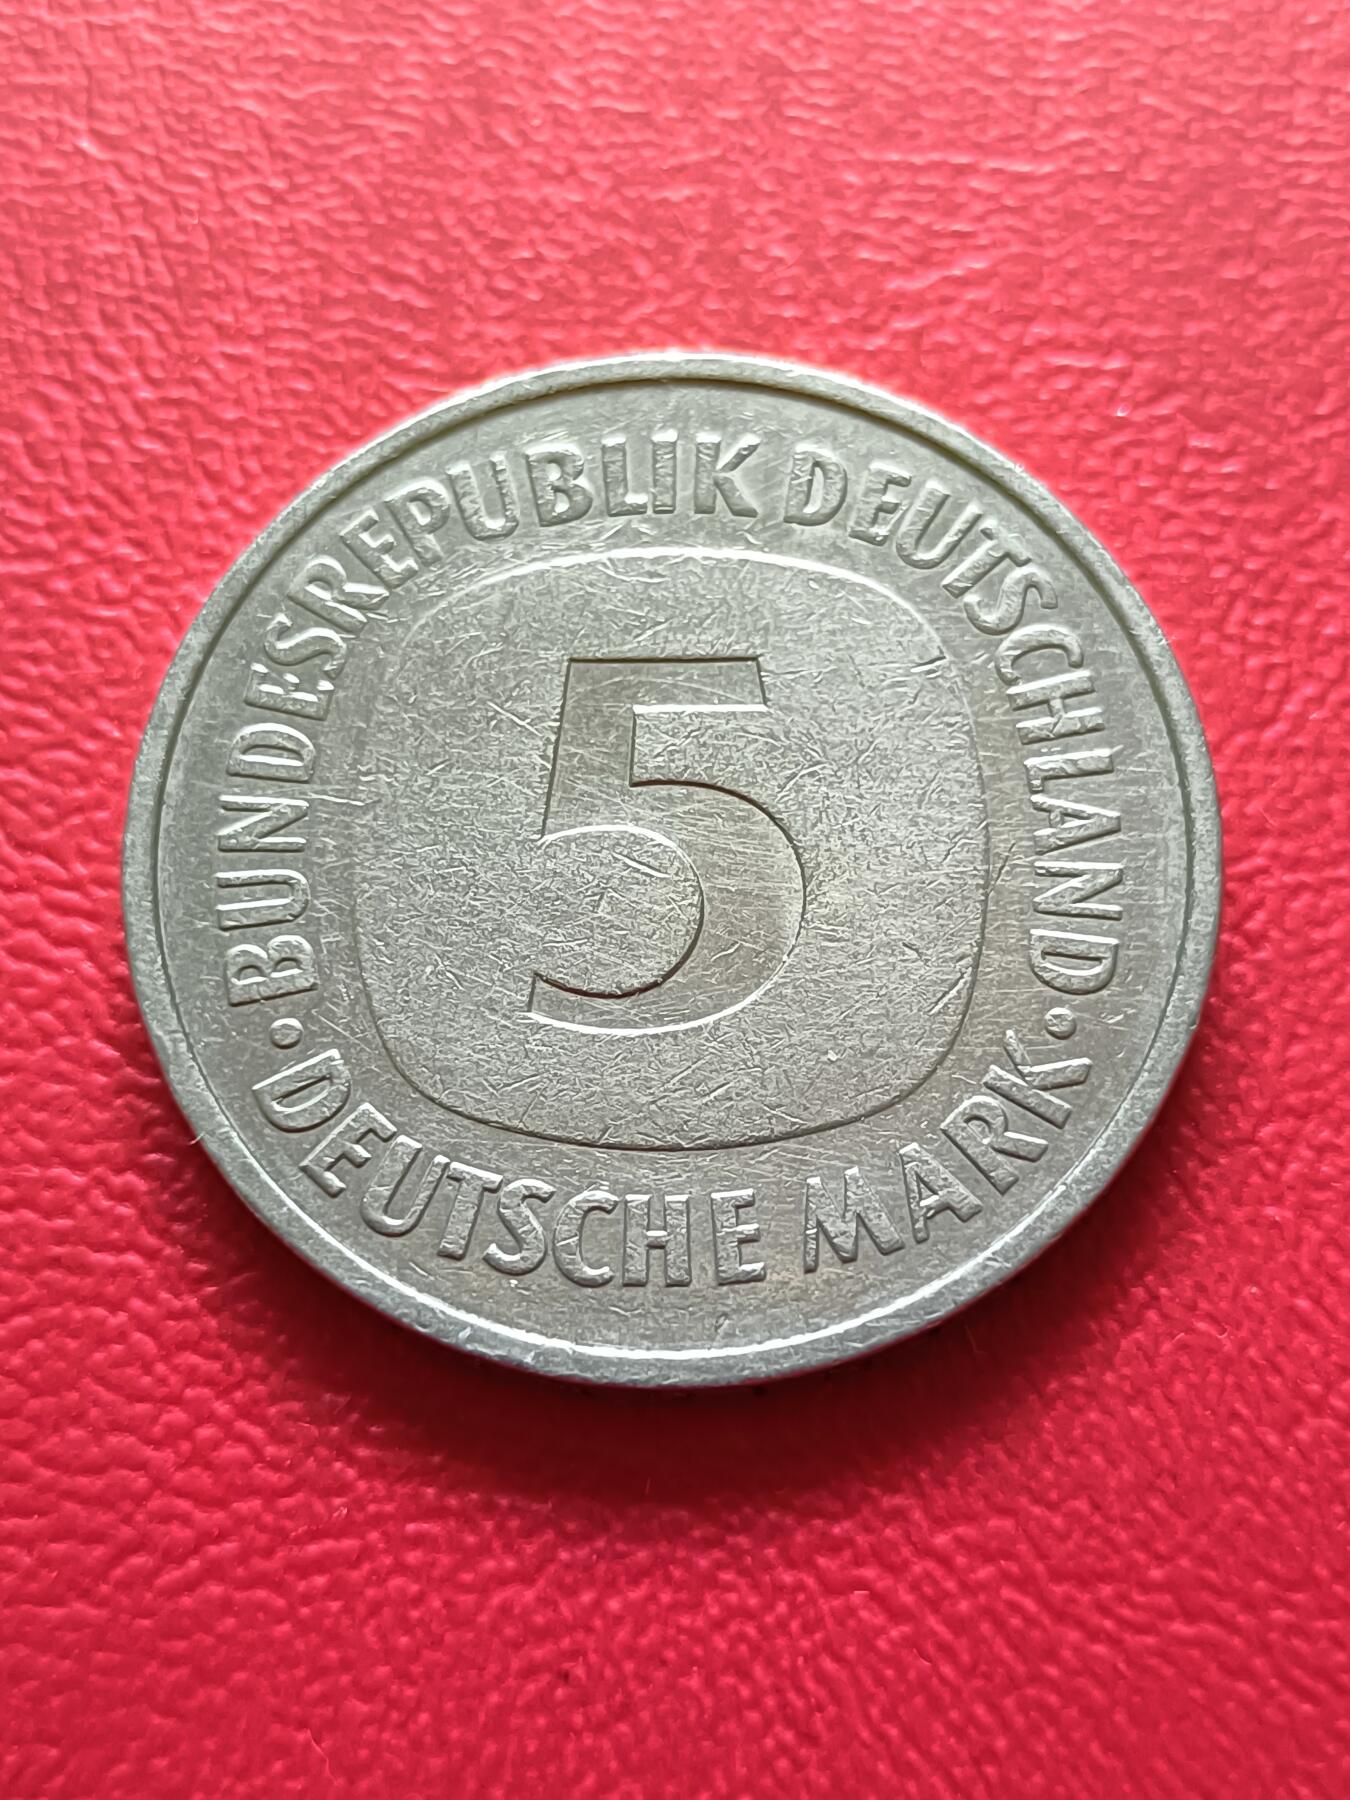 BUNDESREPUBLIK DEUTSCHLAND
5
• DEUTSCHE MARK •